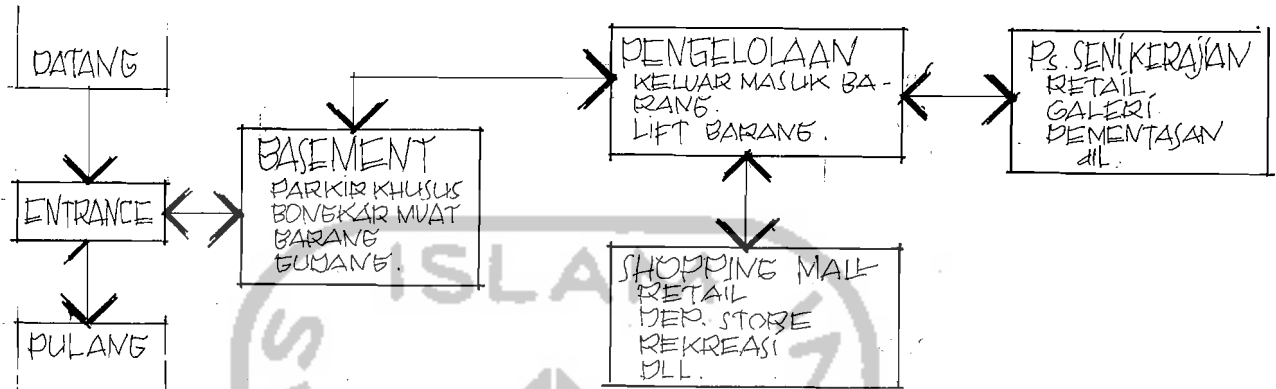 DATANG
ENTRANCE
PULANG
BASEMENT
PARKIR KHUSUS
BONGKAR MUAT
BARANG
GUDANG.
PENGELOLAAN
KELUAR MASUK BA-
RANG.
LIFT BARANG.
Ps. SENI KERAJIAN
RETAIL
GALERI
PEMENTASAN
dll.
SHOPPING MALL
RETAIL
DEP. STORE
REKREASI
DLL.
ISLAM